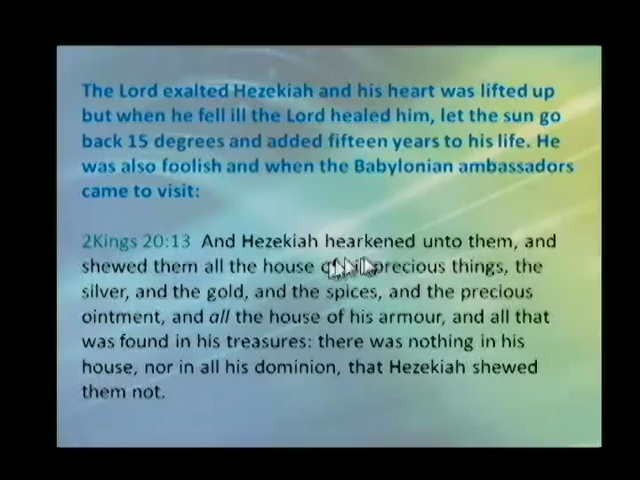 The Lord exalted Hezekiah and his heart was lifted up
but when he fell ill the Lord healed him, let the sun go
back 15 degrees and added fifteen years to his life. He
was also foolish and when the Babylonian ambassadors
came to visit:
2Kings 20:13 And Hezekiah hearkened unto them, and
shewed them all the house precious things, the
silver, and the gold, and the spices, and the precious
ointment, and all the house of his armour, and all that
was found in his treasures: there was nothing in his
house, nor in all his dominion, that Hezekiah shewed
them not.